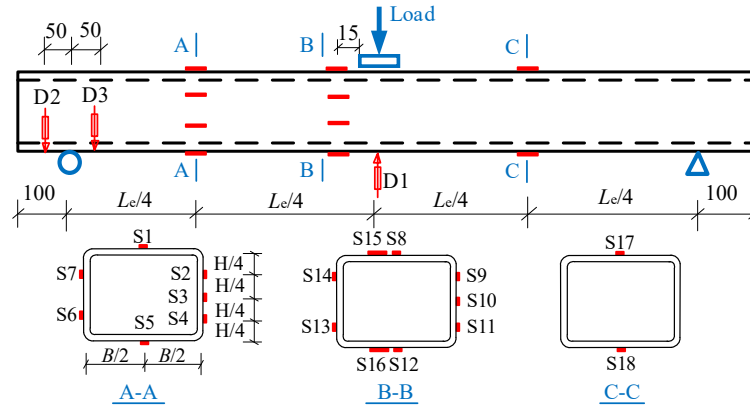 Load
50 50
A B 15 C
D2 D3
A B D1 C
100 Le/4 Le/4 Le/4 Le/4 100
S1 S15 S8 S17
S7 S2 H/4 S14 S9
S3 H/4 S10
S6 S4 H/4 S13 S11
S5 H/4
B/2 B/2 S16 S12 S18
A-A B-B C-C